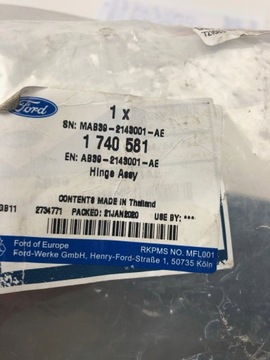 Ford
1 x
SN: MAB39-2143001-AE
1 740 581
EN: AB39-2143001-AE
Hinge Assy
CONTENTS MADE IN Thailand
GB11 2734771 PACKED: 21JAN2020 USE BY: ***
Ford of Europe RKPMS NO. MFL001
Ford-Werke GmbH, Henry-Ford-Straße 1, 50735 Köln